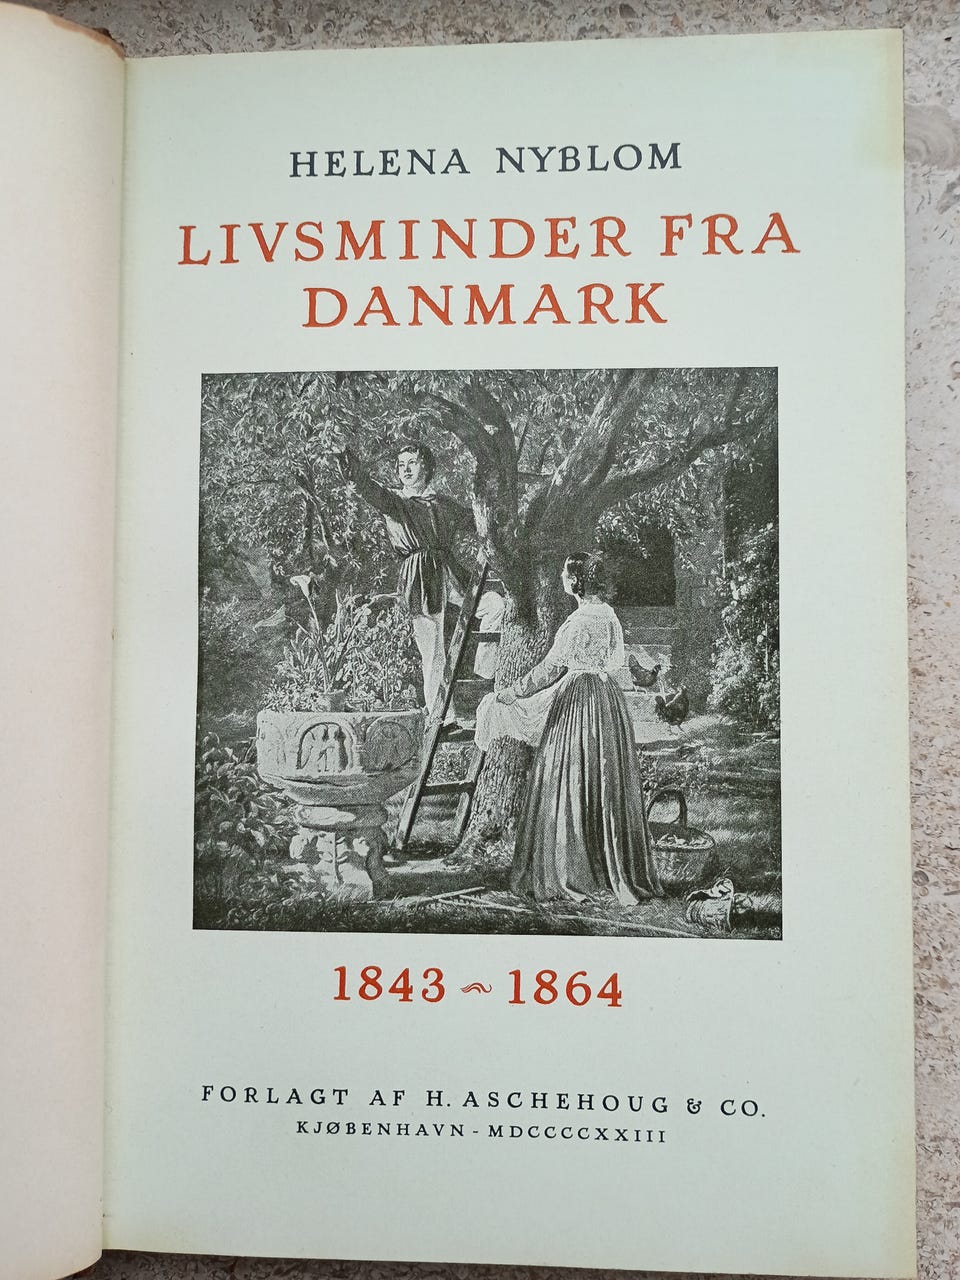 HELENA NYBLOM
LIVSMINDER FRA
DANMARK
1843 ~ 1864
FORLAGT AF H. ASCHEHOUG & CO.
KJØBENHAVN - MDCCCCXXIII